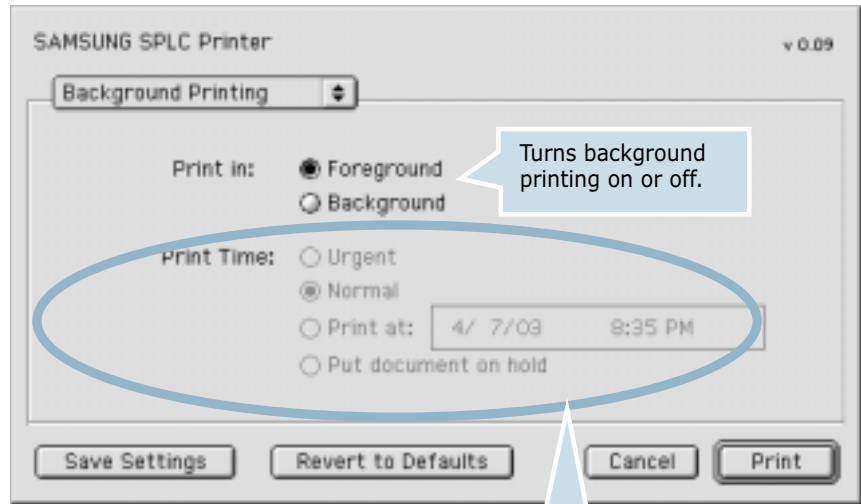 SAMSUNG SPLC Printer v 0.09
Background Printing
Print in: Foreground
Background
Turns background
printing on or off.
Print Time: Urgent
Normal
Print at: 4/ 7/03 8:35 PM
Put document on hold
Save Settings Revert to Defaults Cancel Print